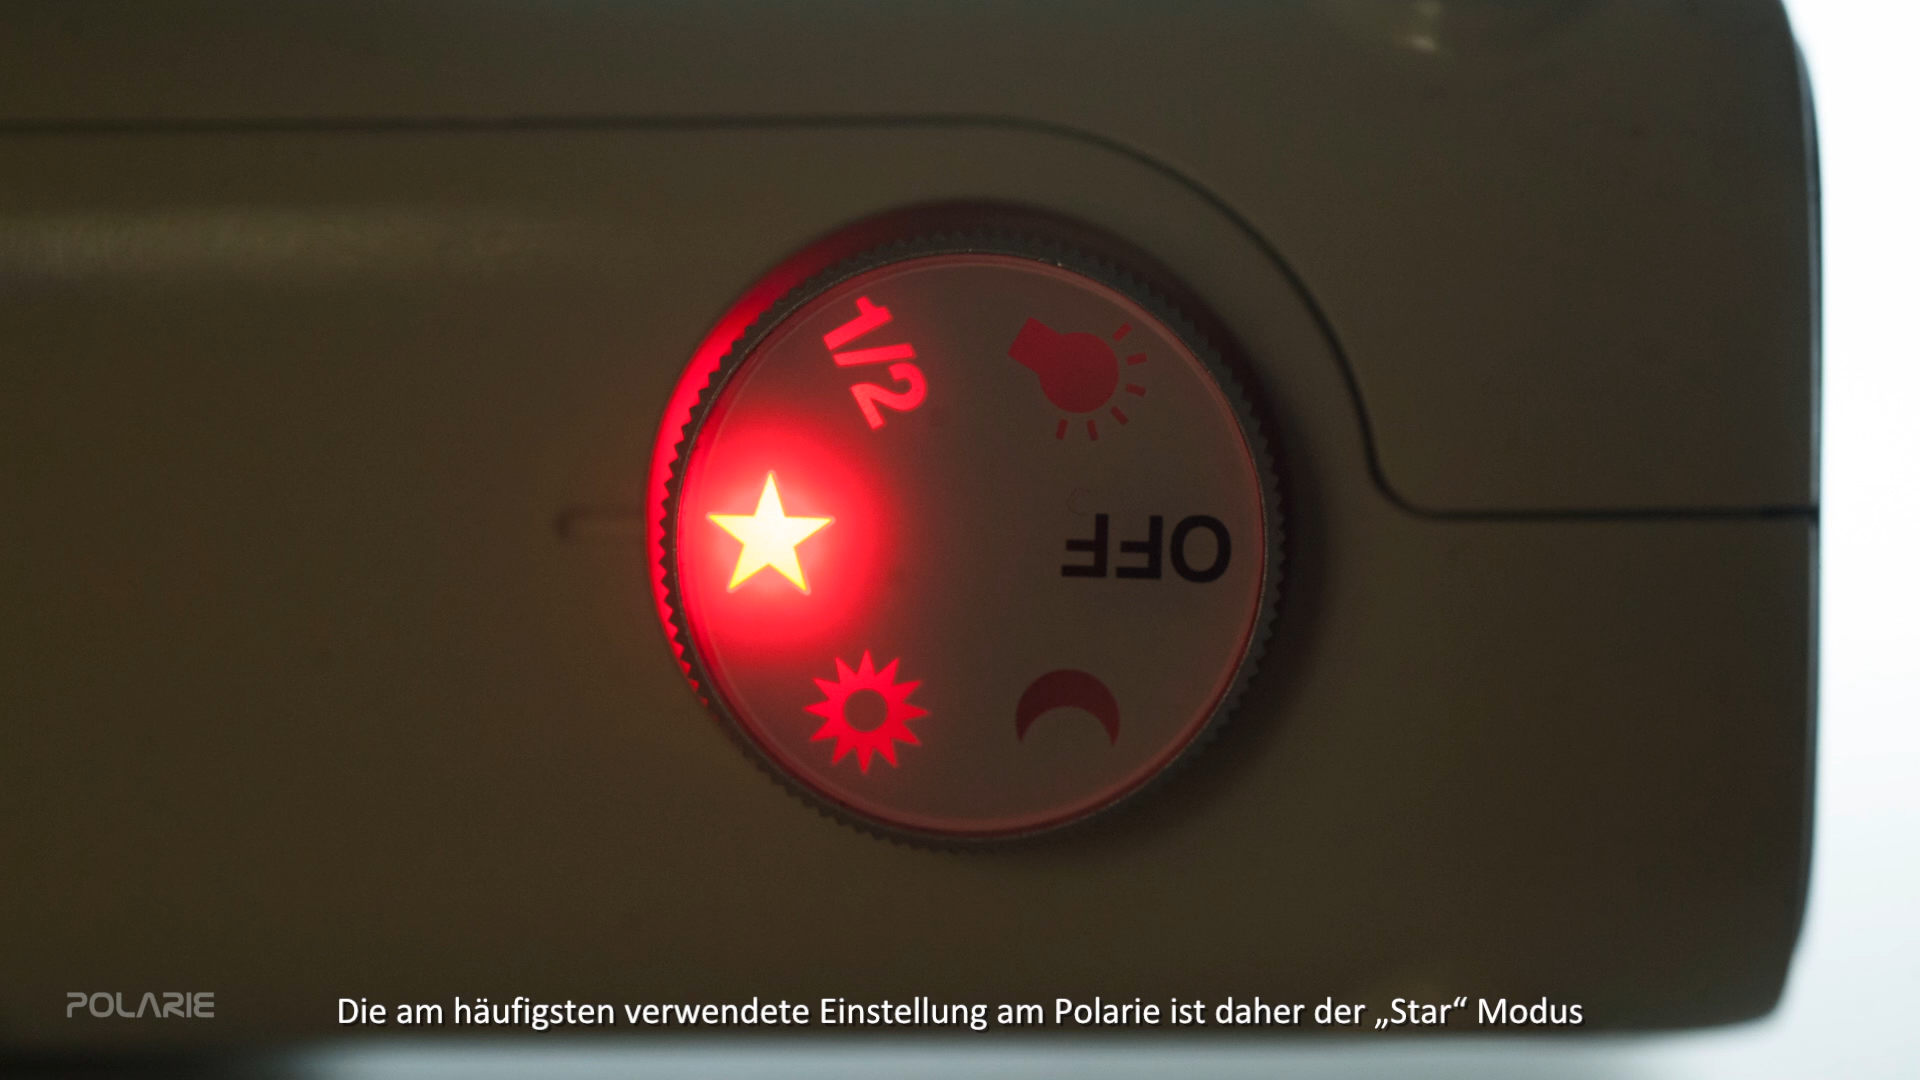 1/2
OFF
POLARIE
Die am häufigsten verwendete Einstellung am Polarie ist daher der „Star“ Modus